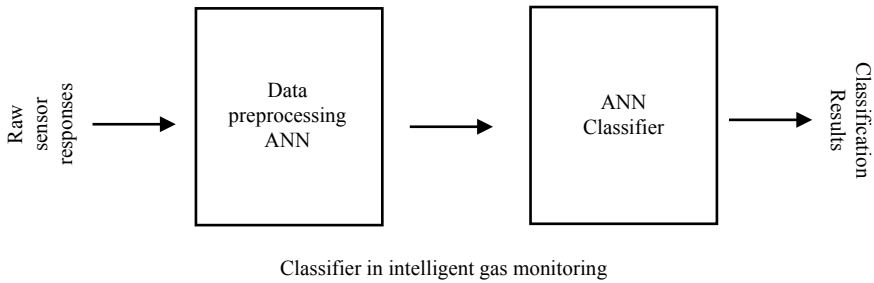 Raw
sensor
responses
Data
preprocessing
ANN
ANN
Classifier
Classification
Results
Classifier in intelligent gas monitoring